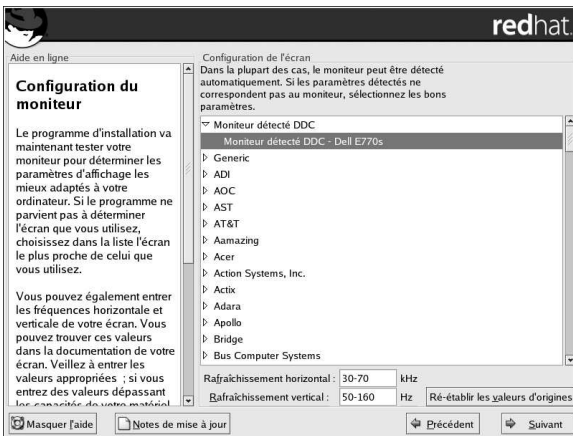 redhat.
Aide en ligne
Configuration du
moniteur
Le programme d'installation va
maintenant tester votre
moniteur pour déterminer les
paramètres d'affichage les
mieux adaptés à votre
ordinateur. Si le programme ne
parvient pas à déterminer
l'écran que vous utilisez,
choisissez dans la liste l'écran
le plus proche de celui que
vous utilisez.
Vous pouvez également entrer
les fréquences horizontale et
verticale de votre écran. Vous
pouvez trouver ces valeurs
dans la documentation de votre
écran. Veillez à entrer les
valeurs appropriées ; si vous
entrez des valeurs dépassant
les capacités de votre matériel
Configuration de l'écran
Dans la plupart des cas, le moniteur peut être détecté
automatiquement. Si les paramètres détectés ne
correspondent pas au moniteur, sélectionnez les bons
paramètres.
Moniteur détecté DDC
Moniteur détecté DDC - Dell E770s
Generic
ADI
AOC
AST
AT&T
Aamazing
Acer
Action Systems, Inc.
Actix
Adara
Apollo
Bridge
Bus Computer Systems
Rafraîchissement horizontal : 30-70 kHz
Rafraîchissement vertical : 50-160 Hz Ré-établir les valeurs d'origines
Masquer l'aide Notes de mise à jour Précédent Suivant